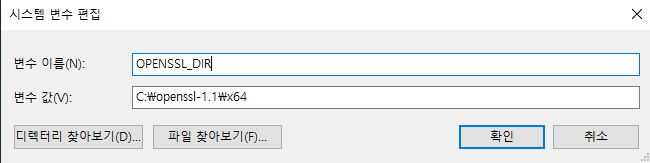 시스템 변수 편집
변수 이름(N):
OPENSSL_DIR
변수 값(V):
C:₩openssl-1.1₩x64
디렉터리 찾아보기(D)...
파일 찾아보기(F)...
확인
취소